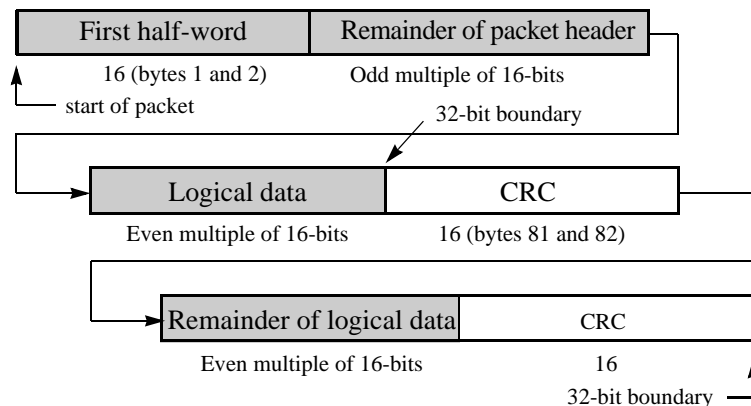 First half-word Remainder of packet header
16 (bytes 1 and 2) Odd multiple of 16-bits
start of packet
32-bit boundary
Logical data CRC
Even multiple of 16-bits 16 (bytes 81 and 82)
Remainder of logical data CRC
Even multiple of 16-bits 16
32-bit boundary